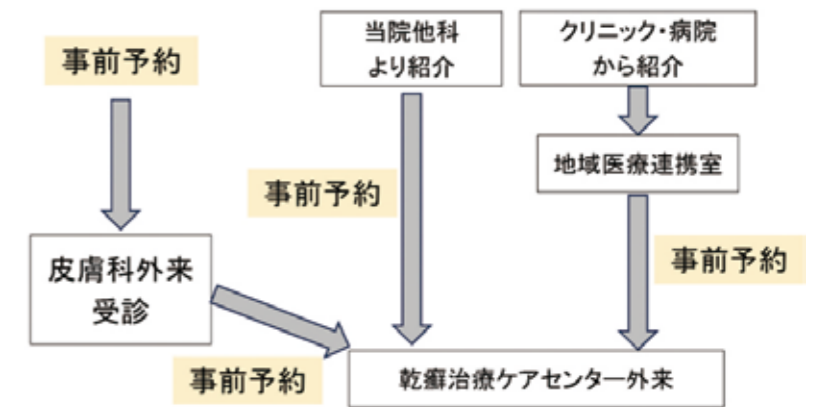 事前予約
当院他科
より紹介
クリニック・病院
から紹介
地域医療連携室
事前予約
事前予約
皮膚科外来
受診
事前予約
乾癬治療ケアセンター外来